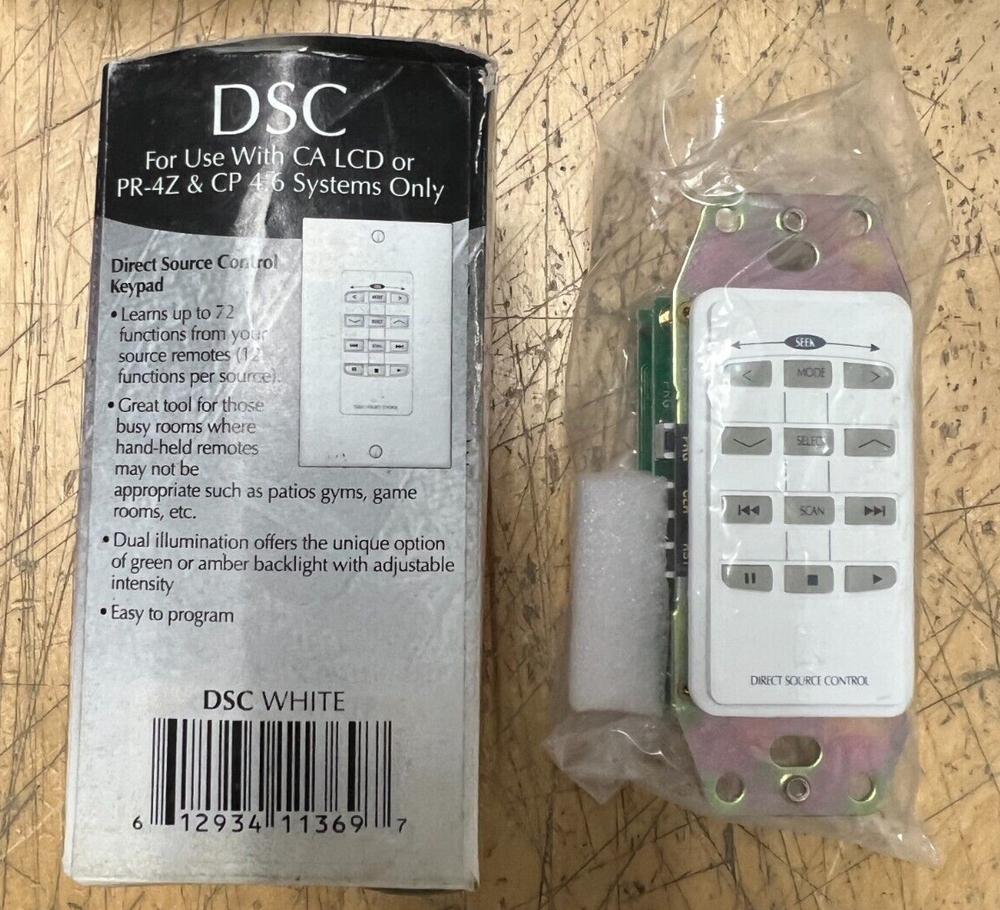 DSC
For Use With CA LCD or
PR-4Z & CP 4.6 Systems Only
Direct Source Control
Keypad
• Learns up to 72
functions from your
source remotes (12
functions per source).
• Great tool for those
busy rooms where
hand-held remotes
may not be
appropriate such as patios gyms, game
rooms, etc.
• Dual illumination offers the unique option
of green or amber backlight with adjustable
intensity
• Easy to program
DSC WHITE
6 12934 11369 7
SEEK
MODE
SELECT
SCAN
DIRECT SOURCE CONTROL